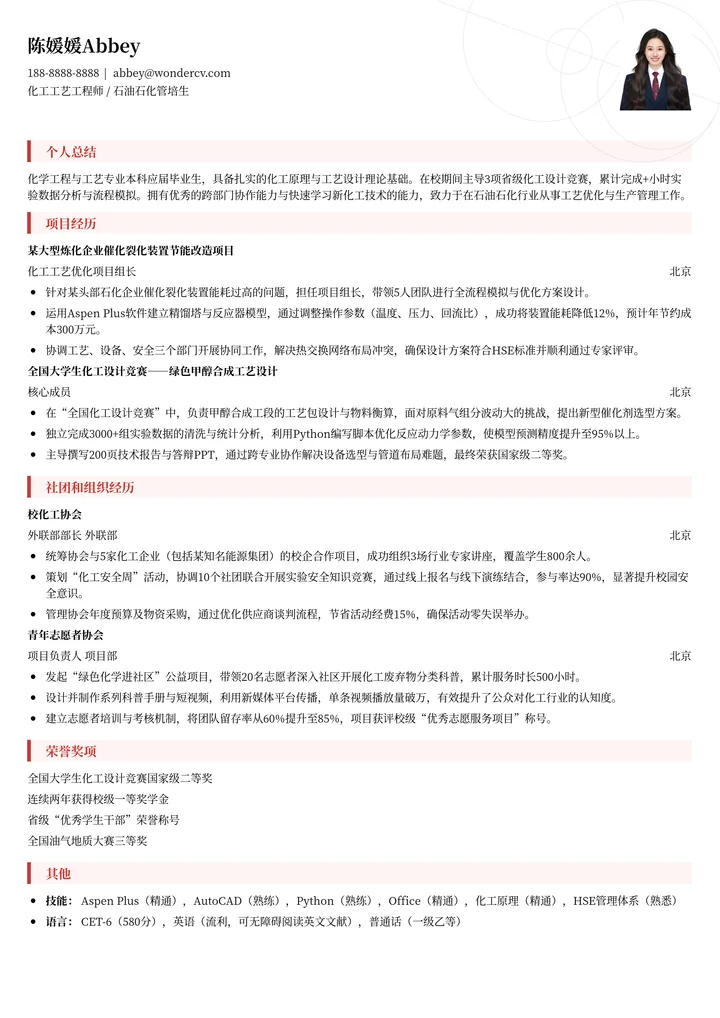 陈媛媛Abbey
188-8888-8888 | abbey@wondercv.com
化工工艺工程师 / 石油石化管培生
个人总结
化学工程与工艺专业本科应届毕业生，具备扎实的化工原理与工艺设计理论基础。在校期间主导3项省级化工设计竞赛，累计完成+小时实
验数据分析与流程模拟。拥有优秀的跨部门协作能力与快速学习新化工技术的能力，致力于在石油石化行业从事工艺优化与生产管理工作。
项目经历
某大型炼化企业催化裂化装置节能改造项目
化工工艺优化项目组长 北京
• 针对某头部石化企业催化裂化装置能耗过高的问题，担任项目组长，带领5人团队进行全流程模拟与优化方案设计。
• 运用Aspen Plus软件建立精馏塔与反应器模型，通过调整操作参数（温度、压力、回流比），成功将装置能耗降低12%，预计年节约成
本300万元。
• 协调工艺、设备、安全三个部门开展协同工作，解决热交换网络布局冲突，确保设计方案符合HSE标准并顺利通过专家评审。
全国大学生化工设计竞赛——绿色甲醇合成工艺设计
核心成员 北京
• 在“全国化工设计竞赛”中，负责甲醇合成工段的工艺包设计与物料衡算，面对原料气组分波动大的挑战，提出新型催化剂选型方案。
• 独立完成3000+组实验数据的清洗与统计分析，利用Python编写脚本优化反应动力学参数，使模型预测精度提升至95%以上。
• 主导撰写200页技术报告与答辩PPT，通过跨专业协作解决设备选型与管道布局难题，最终荣获国家级二等奖。
社团和组织经历
校化工协会
外联部部长 外联部 北京
• 统筹协会与5家化工企业（包括某知名能源集团）的校企合作项目，成功组织3场行业专家讲座，覆盖学生800余人。
• 策划“化工安全周”活动，协调10个社团联合开展实验安全知识竞赛，通过线上报名与线下演练结合，参与率达90%，显著提升校园安
全意识。
• 管理协会年度预算及物资采购，通过优化供应商谈判流程，节省活动经费15%，确保活动零失误举办。
青年志愿者协会
项目负责人 项目部 北京
• 发起“绿色化学进社区”公益项目，带领20名志愿者深入社区开展化工废弃物分类科普，累计服务时长500小时。
• 设计并制作系列科普手册与短视频，利用新媒体平台传播，单条视频播放量破万，有效提升了公众对化工行业的认知度。
• 建立志愿者培训与考核机制，将团队留存率从60%提升至85%，项目获评校级“优秀志愿服务项目”称号。
荣誉奖项
全国大学生化工设计竞赛国家级二等奖
连续两年获得校级一等奖学金
省级“优秀学生干部”荣誉称号
全国油气地质大赛三等奖
其他
• 技能： Aspen Plus（精通）, AutoCAD（熟练）, Python（熟练）, Office（精通）, 化工原理（精通）, HSE管理体系（熟悉）
• 语言： CET-6（580分）, 英语（流利，可无障碍阅读英文文献）, 普通话（一级乙等）